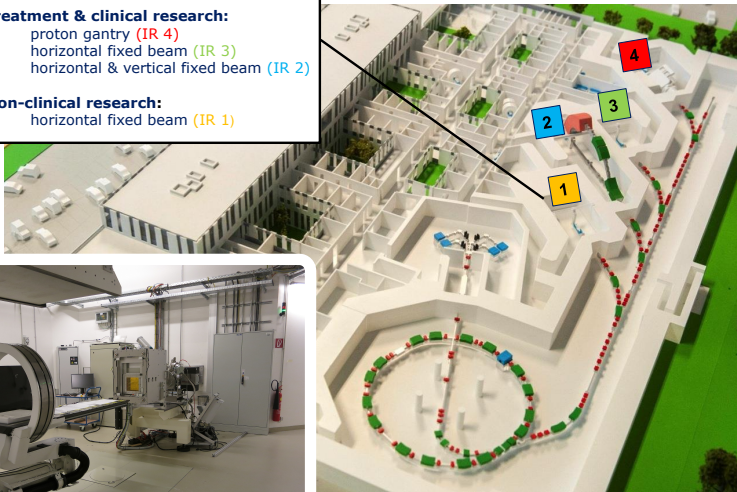 reatment & clinical research:
proton gantry (IR 4)
horizontal fixed beam (IR 3)
horizontal & vertical fixed beam (IR 2)
on-clinical research:
horizontal fixed beam (IR 1)
4
3
2
1